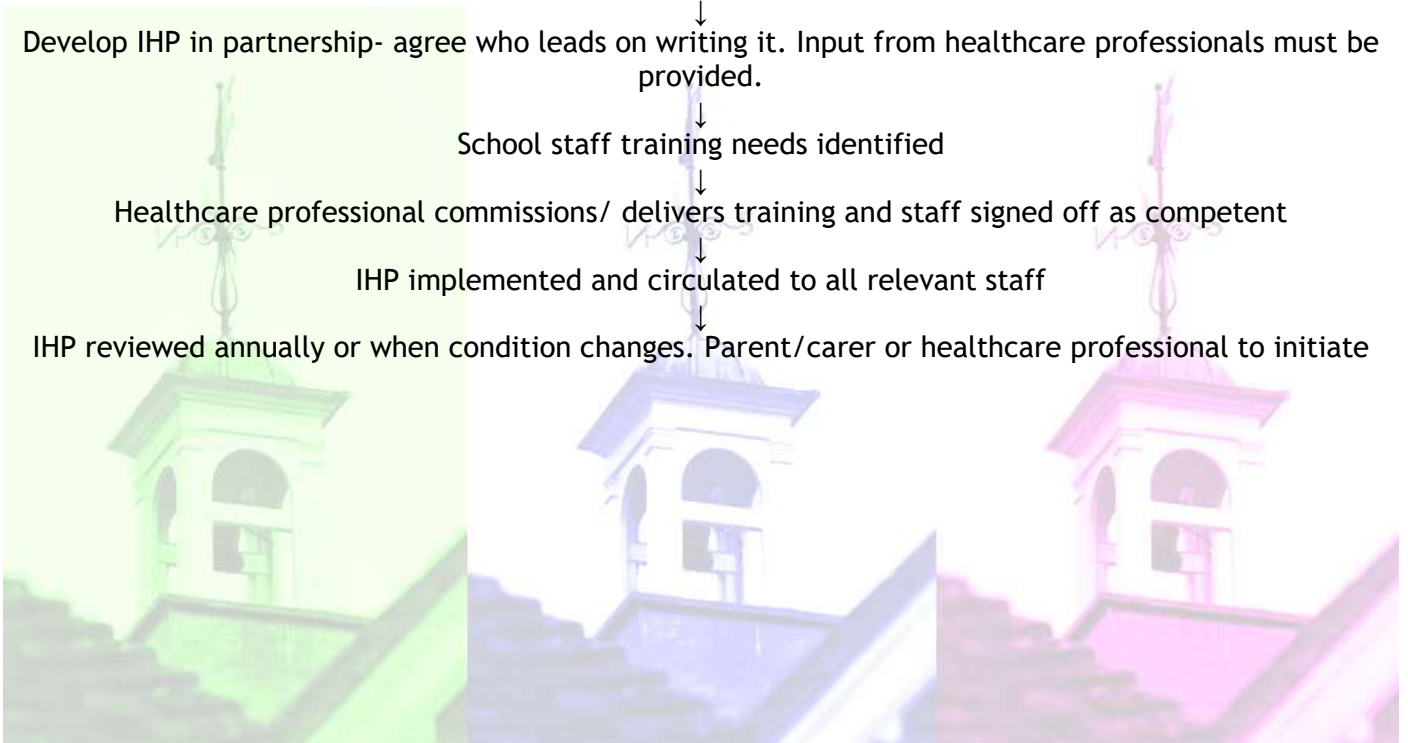 ↓
Develop IHP in partnership- agree who leads on writing it. Input from healthcare professionals must be
provided.
↓
School staff training needs identified
↓
Healthcare professional commissions/ delivers training and staff signed off as competent
↓
IHP implemented and circulated to all relevant staff
↓
IHP reviewed annually or when condition changes. Parent/carer or healthcare professional to initiate